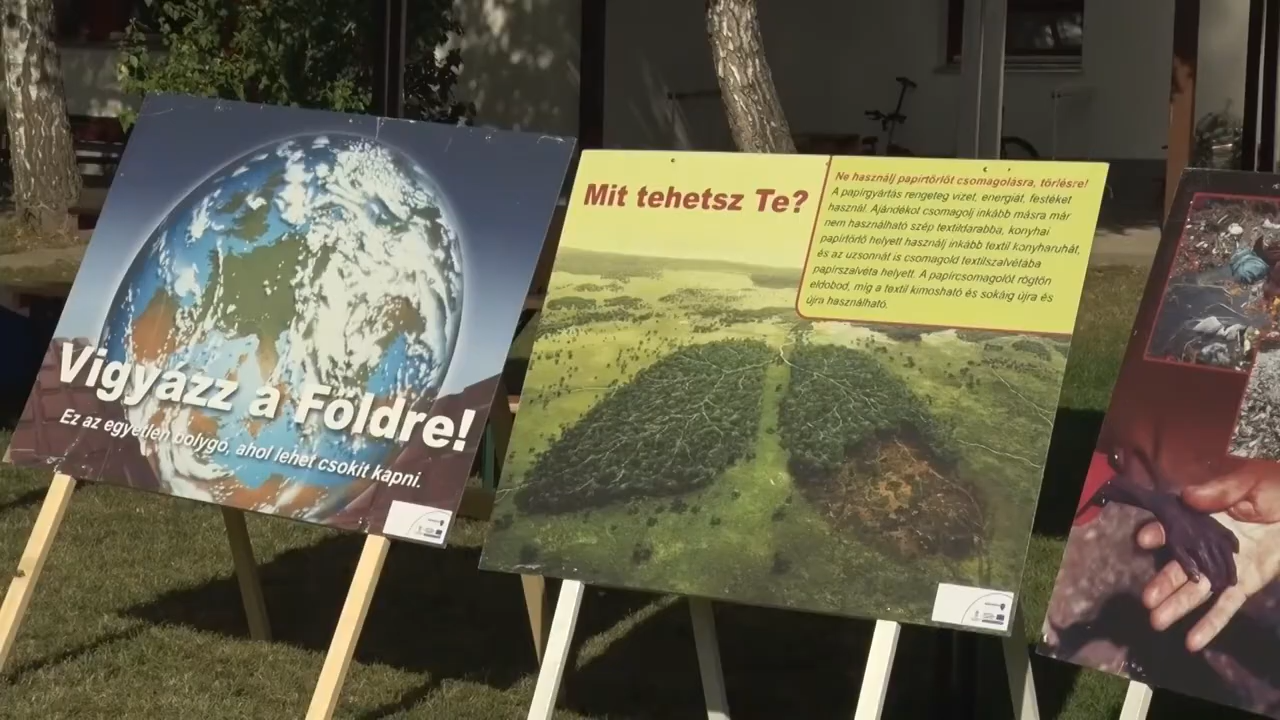 Vigyazz a Földre!
Ez az egyetlen bolygó, ahol lehet csokit kapni.
Mit tehetsz Te?
Ne használj papírtörlőt csomagolásra, törlésre!
A papírgyártás rengeteg vizet, energiát, festéket
használ. Ajándékot csomagolj inkább másra már
nem használható szép textildarabba, konyhai
papírtörlő helyett használj inkább textil konyharuhát,
és az uzsonnát is csomagold textilszalvétába
papírszalvéta helyett. A papírcsomagolót rögtön
eldobod, míg a textil kimosható és sokáig újra és
újra használható.